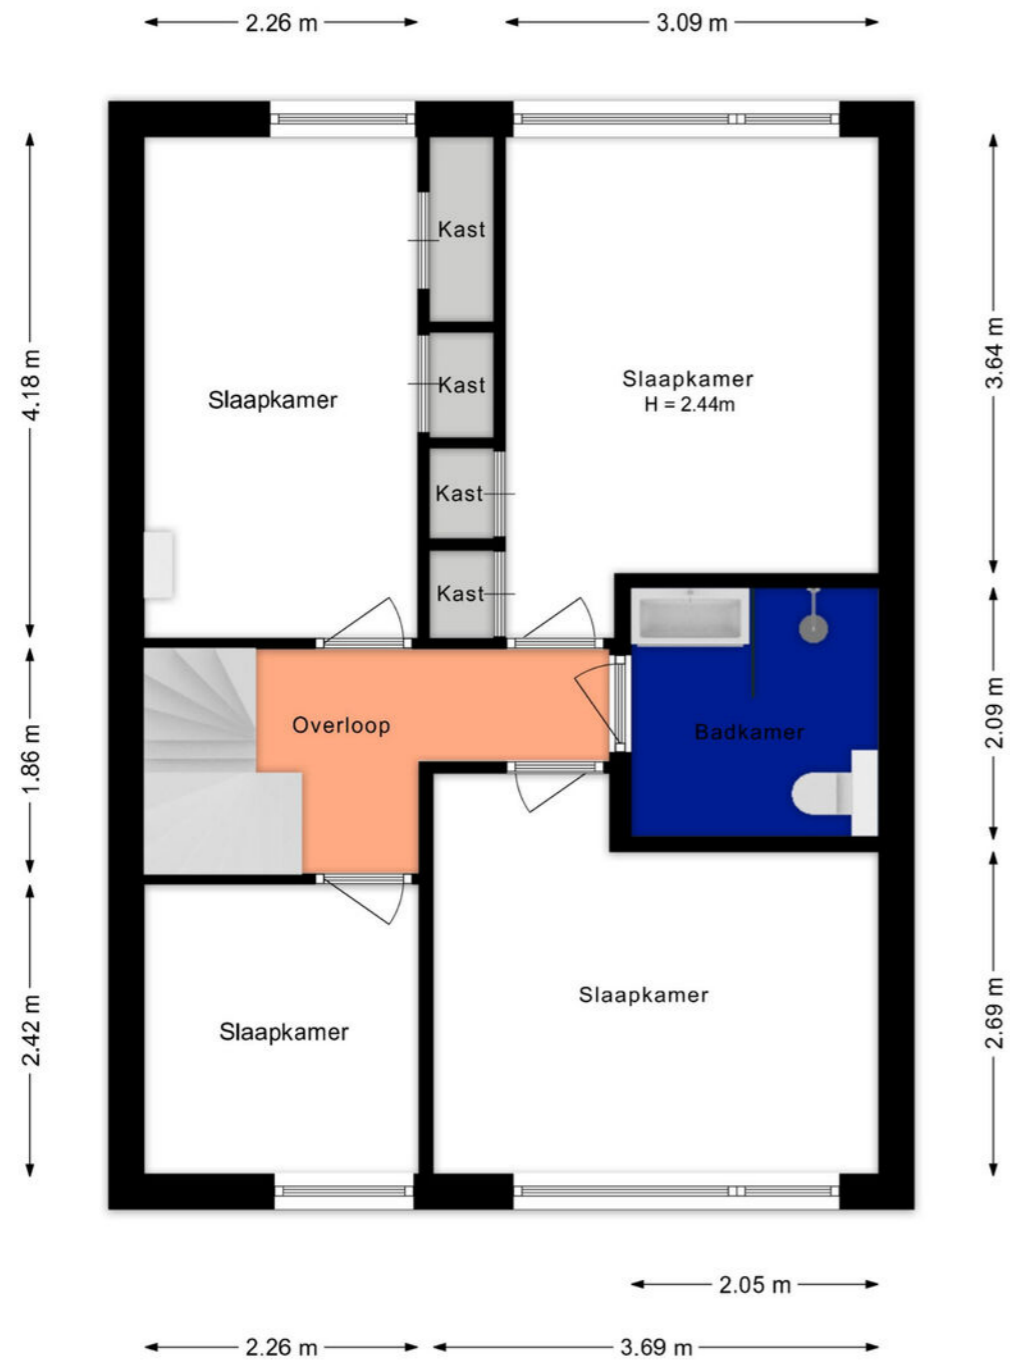 2.26 m
3.09 m
Kast
4.18 m
3.64 m
Slaapkamer
Slaapkamer
H = 2.44m
Kast
Kast
Kast
Overloop
Badkamer
1.86 m
2.09 m
Slaapkamer
Slaapkamer
2.42 m
2.69 m
2.05 m
2.26 m
3.69 m